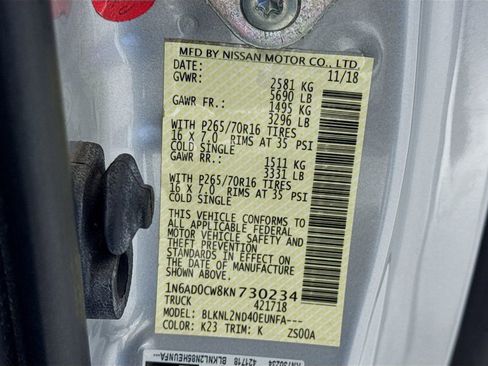 MFD BY NISSAN MOTOR CO., LTD.
DATE: 11/18
GVWR: 2581 KG
5690 LB
GAWR FR.: 1495 KG
3296 LB
WITH P265/70R16 TIRES
16 X 7.0 RIMS AT 35 PSI
COLD SINGLE
GAWR RR.: 1511 KG
3331 LB
WITH P265/70R16 TIRES
16 X 7.0 RIMS AT 35 PSI
COLD SINGLE
THIS VEHICLE CONFORMS TO
ALL APPLICABLE FEDERAL
MOTOR VEHICLE SAFETY AND
THEFT PREVENTION
STANDARDS IN EFFECT ON
THE DATE OF MANUFACTURE
SHOWN ABOVE.
1N6AD0CW8KN730234
TRUCK 421718
MODEL: BLKNL2ND40EUNFA---
COLOR: K23 TRIM: K ZS00A
KN730234
421718